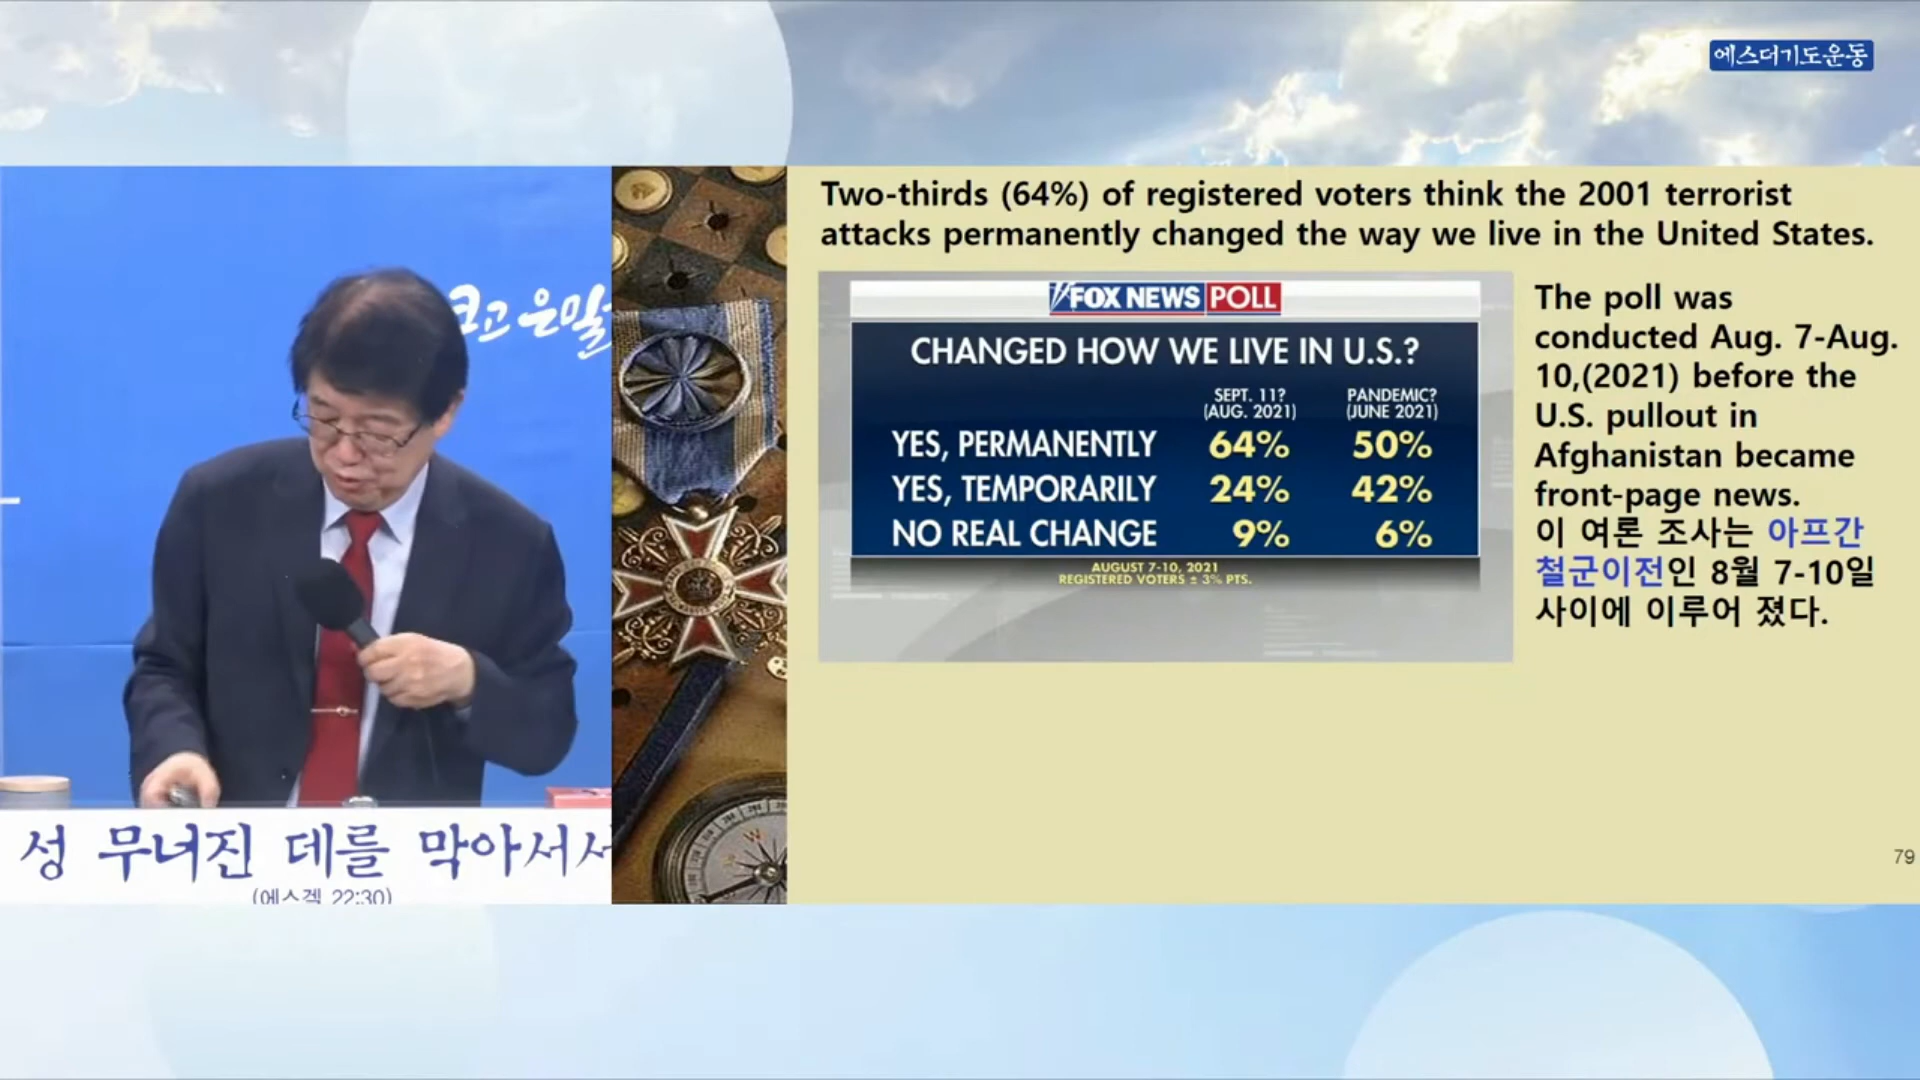 에스더기도운동
크고 은밀
Two-thirds (64%) of registered voters think the 2001 terrorist
attacks permanently changed the way we live in the United States.
FOX NEWS POLL
CHANGED HOW WE LIVE IN U.S.?
SEPT. 11? PANDEMIC?
(AUG. 2021) (JUNE 2021)
YES, PERMANENTLY 64% 50%
YES, TEMPORARILY 24% 42%
NO REAL CHANGE 9% 6%
AUGUST 7-10, 2021
REGISTERED VOTERS ± 3% PTS.
The poll was
conducted Aug. 7-Aug.
10,(2021) before the
U.S. pullout in
Afghanistan became
front-page news.
이 여론 조사는 아프간
철군이전인 8월 7-10일
사이에 이루어 졌다.
성 무너진 데를 막아서서
(에스겔 22:30)
79